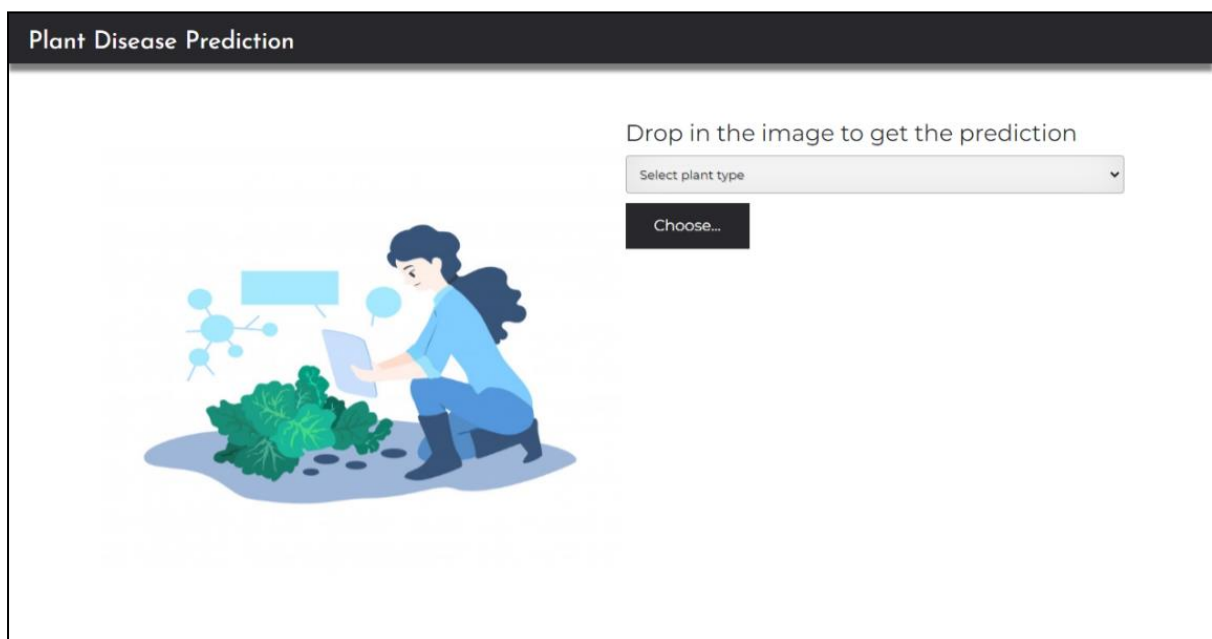 Plant Disease Prediction
Drop in the image to get the prediction
Select plant type
Choose...